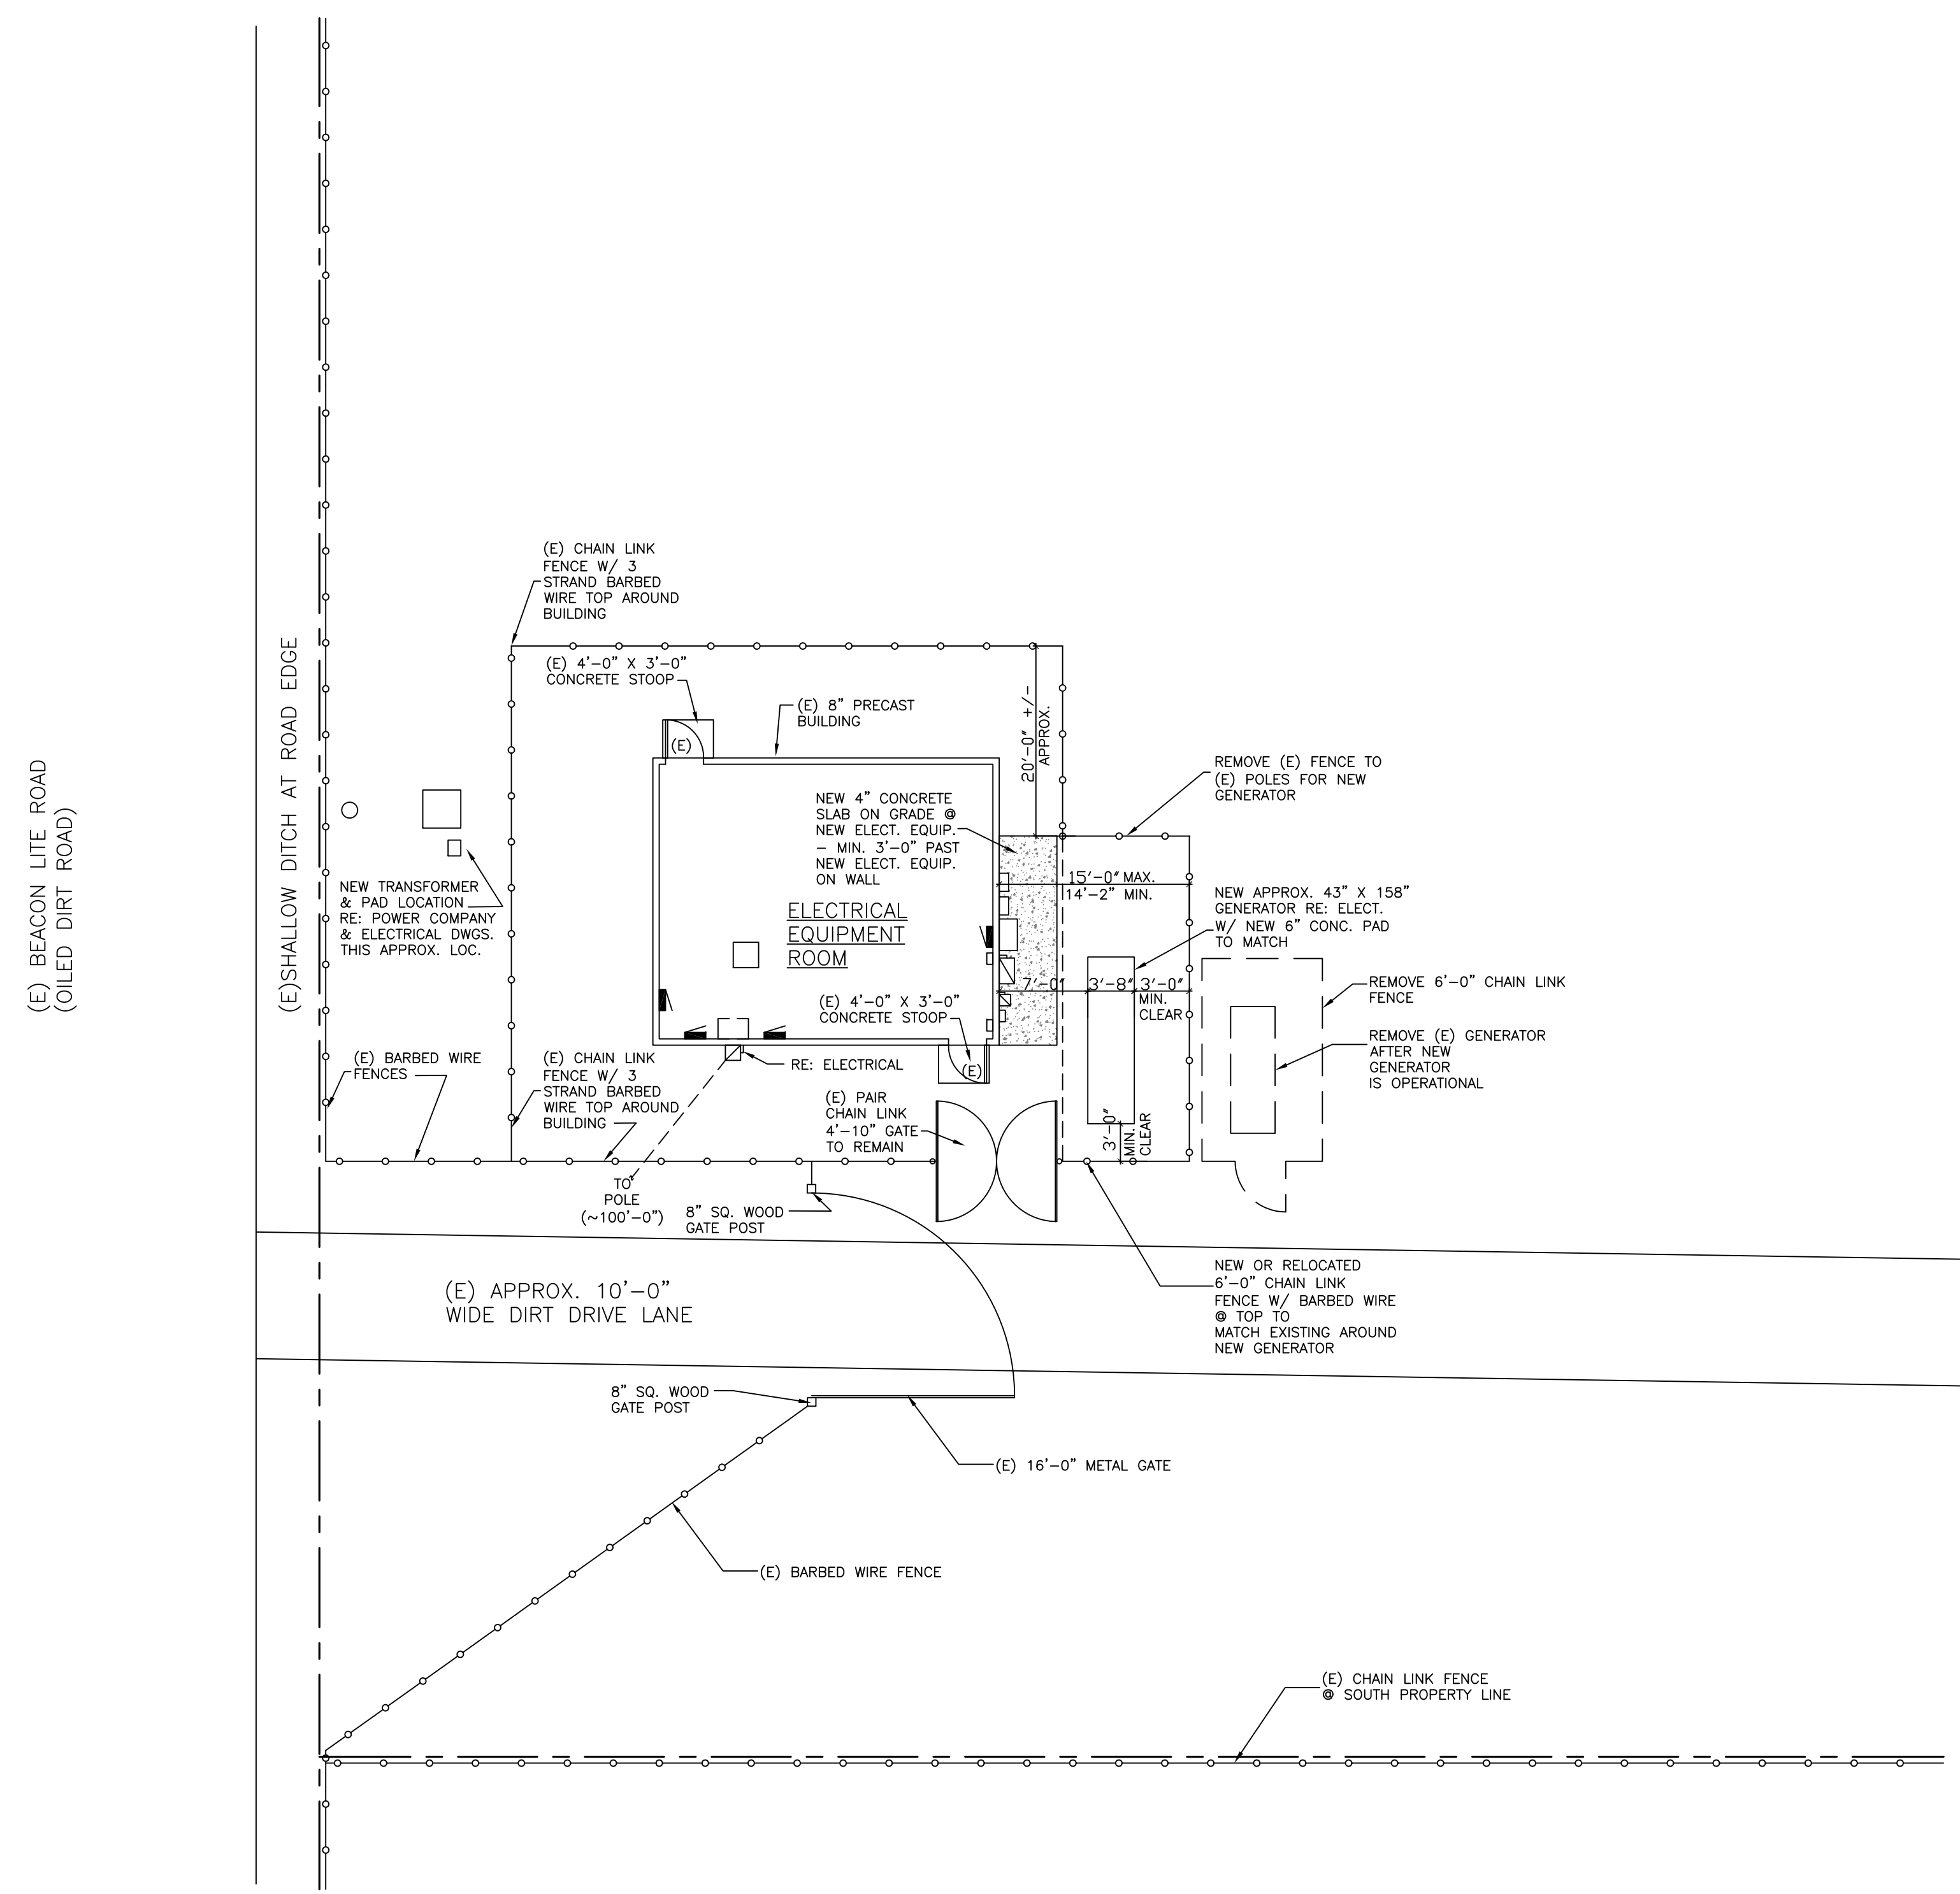 (E) BEACON LITE ROAD
(OILED DIRT ROAD)
(E)SHALLOW DITCH AT ROAD EDGE
(E) CHAIN LINK
FENCE W/ 3
STRAND BARBED
WIRE TOP AROUND
BUILDING
(E) 4'-0" X 3'-0"
CONCRETE STOOP
(E)
(E) 8" PRECAST
BUILDING
20'-0" +/-
APPROX.
REMOVE (E) FENCE TO
(E) POLES FOR NEW
GENERATOR
NEW 4" CONCRETE
SLAB ON GRADE @
NEW ELECT. EQUIP.
- MIN. 3'-0" PAST
NEW ELECT. EQUIP.
ON WALL
15'-0" MAX.
14'-2" MIN.
NEW TRANSFORMER
& PAD LOCATION
RE: POWER COMPANY
& ELECTRICAL DWGS.
THIS APPROX. LOC.
ELECTRICAL
EQUIPMENT
ROOM
NEW APPROX. 43" X 158"
GENERATOR RE: ELECT.
W/ NEW 6" CONC. PAD
TO MATCH
7'-0"
3'-8"
3'-0"
MIN.
CLEAR
REMOVE 6'-0" CHAIN LINK
FENCE
(E) 4'-0" X 3'-0"
CONCRETE STOOP
(E)
REMOVE (E) GENERATOR
AFTER NEW
GENERATOR
IS OPERATIONAL
(E) BARBED WIRE
FENCES
(E) CHAIN LINK
FENCE W/ 3
STRAND BARBED
WIRE TOP AROUND
BUILDING
RE: ELECTRICAL
(E) PAIR
CHAIN LINK
4'-10" GATE
TO REMAIN
3'-0"
MIN.
CLEAR
TO
POLE
(~100'-0")
8" SQ. WOOD
GATE POST
(E) APPROX. 10'-0"
WIDE DIRT DRIVE LANE
NEW OR RELOCATED
6'-0" CHAIN LINK
FENCE W/ BARBED WIRE
@ TOP TO
MATCH EXISTING AROUND
NEW GENERATOR
8" SQ. WOOD
GATE POST
(E) 16'-0" METAL GATE
(E) BARBED WIRE FENCE
(E) CHAIN LINK FENCE
@ SOUTH PROPERTY LINE